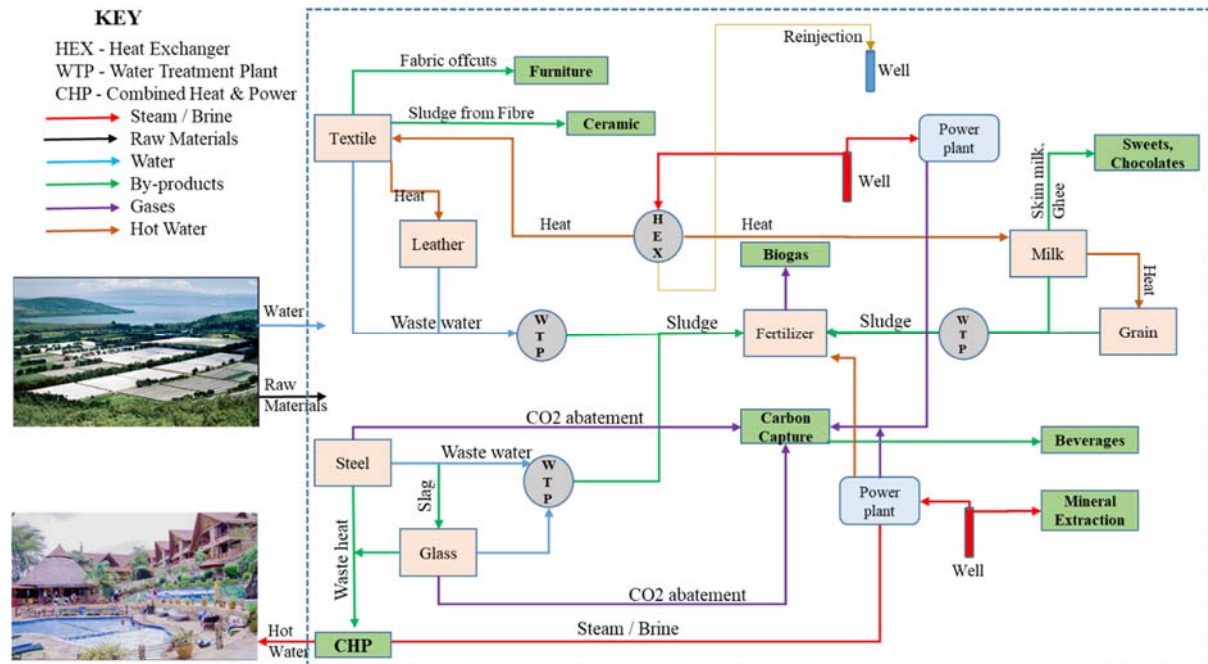 KEY
HEX - Heat Exchanger
WTP - Water Treatment Plant
CHP - Combined Heat & Power
Steam / Brine
Raw Materials
Water
By-products
Gases
Hot Water
Reinjection
Well
Fabric offcuts
Furniture
Sludge from Fibre
Ceramic
Textile
Power
plant
Well
Sweets,
Chocolates
Skim milk,
Ghee
Heat
Leather
Heat
H
E
X
Heat
Milk
Heat
Biogas
Water
Waste water
W
T
P
Sludge
Fertilizer
Sludge
W
T
P
Grain
Raw
Materials
CO2 abatement
Carbon
Capture
Beverages
Steel
Waste water
W
T
P
Slag
Power
plant
Mineral
Extraction
Well
Waste heat
Glass
CO2 abatement
Hot
Water
CHP
Steam / Brine